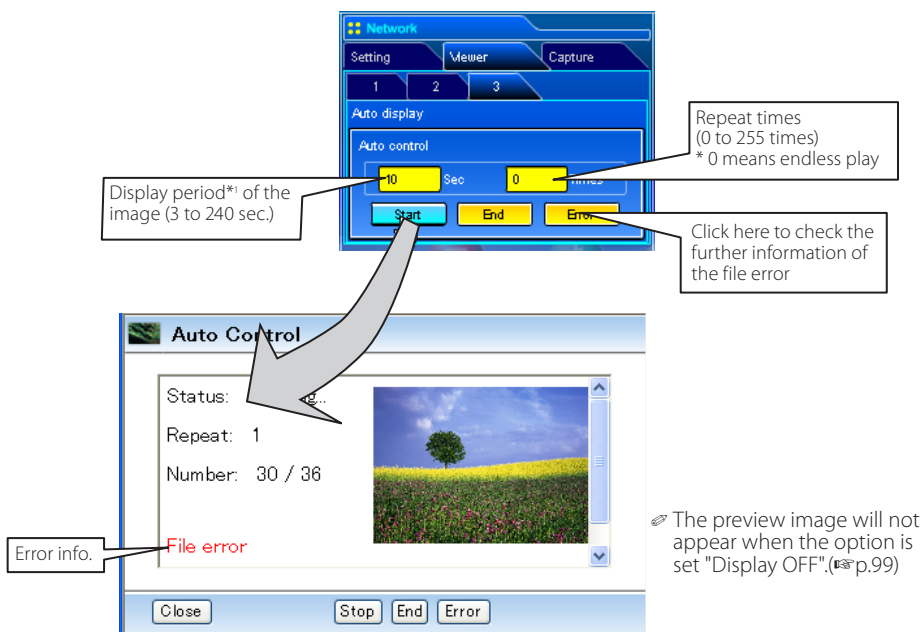 Network
Setting Viewer Capture
1 2 3
Auto display
Auto control
10 Sec 0
Start End
Repeat times
(0 to 255 times)
* 0 means endless play
Display period*1 of the
image (3 to 240 sec.)
Click here to check the
further information of
the file error
Auto Control
Status:
Repeat: 1
Number: 30 / 36
File error
Error info.
Close Stop End Error
✐ The preview image will not
appear when the option is
set "Display OFF".(☞p.99)